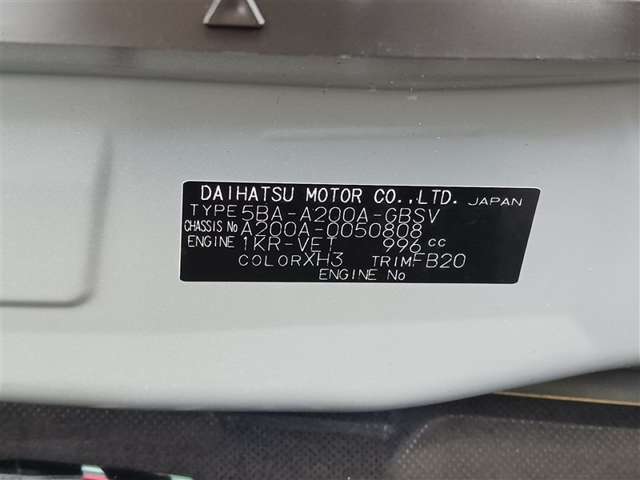 DAIHATSU MOTOR CO.,LTD. JAPAN
TYPE 5BA-A200A-GBSV
CHASSIS No A200A-0050808
ENGINE 1KR-VET 996 cc
COLOR XH3 TRIM FB20
ENGINE No